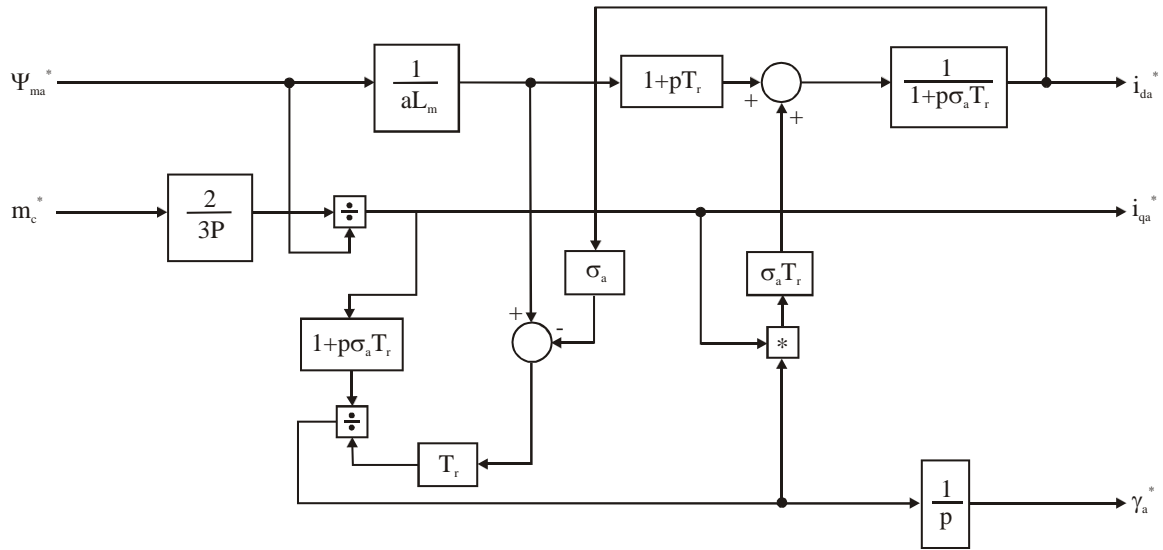 Ψma*
1
aLm
1+pTr
+
+
1
1+pσaTr
ida*
mc*
2
3P
÷
iqa*
σa
σaTr
+
-
1+pσaTr
*
÷
Tr
1
p
γa*